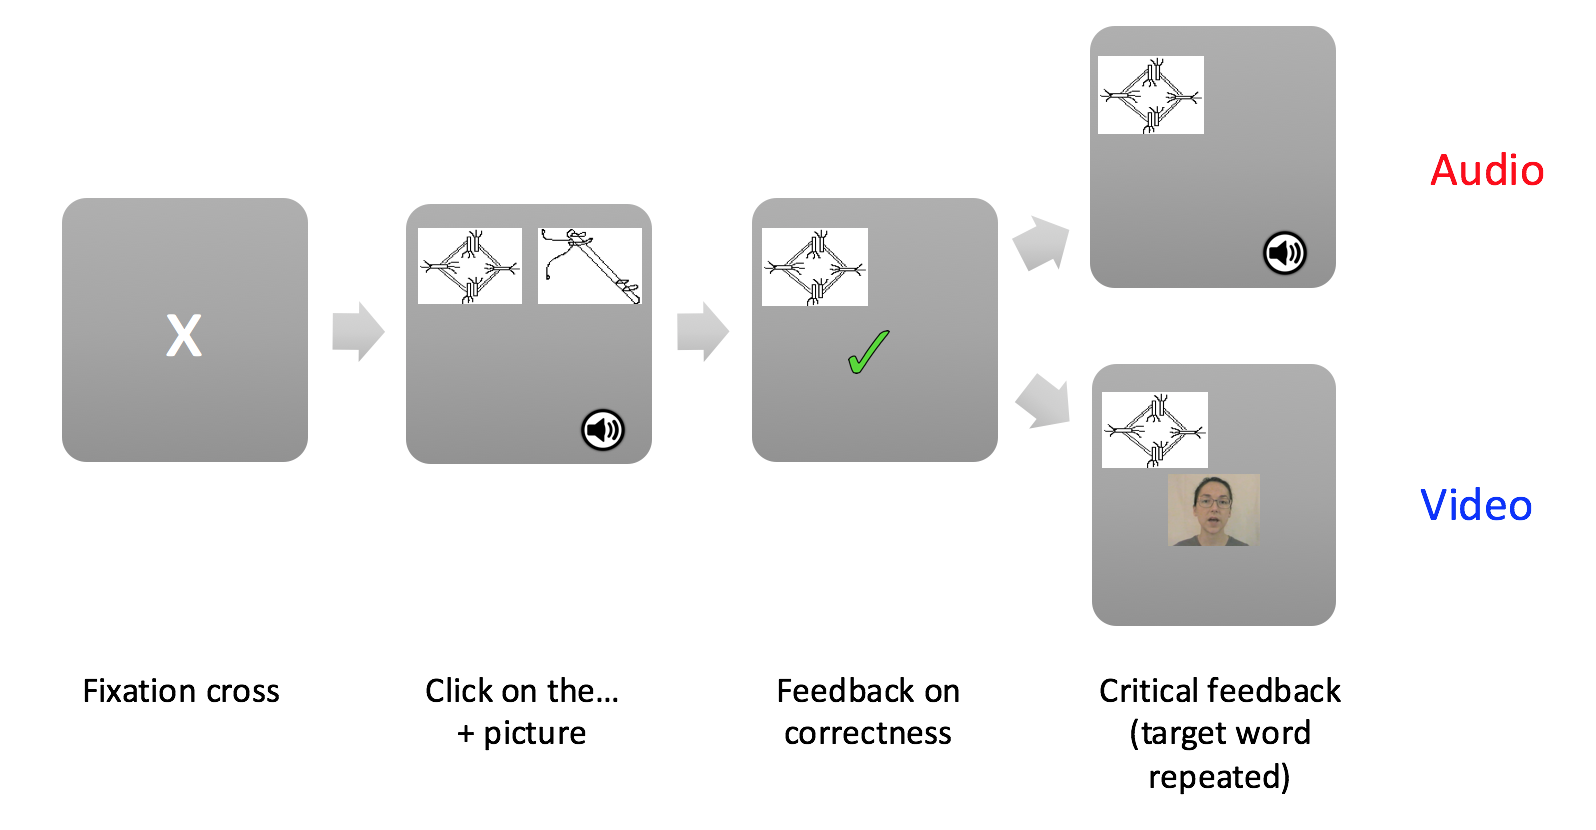 X
Audio
Video
Fixation cross
Click on the...
+ picture
Feedback on
correctness
Critical feedback
(target word
repeated)